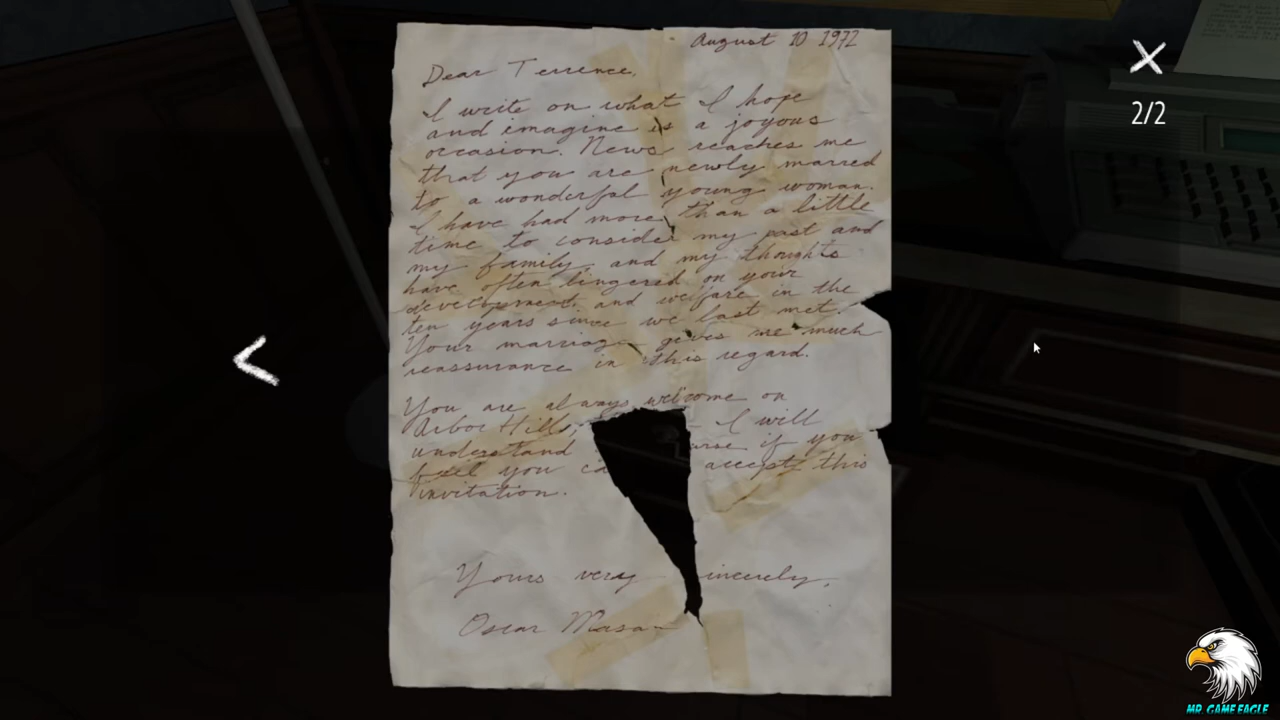 August 10 1972
Dear Terrence,
I write on what I hope
and imagine is a joyous
occasion. News reaches me
that you are newly married
to a wonderful young woman.
I have had more than a little
time to consider my past and
my family, and my thoughts
have often lingered on your
development and welfare in the
ten years since we last met.
Your marriage gives me much
reassurance in this regard.
You are always welcome on
Arbor Hills, I will
understand if you
feel you accept this
invitation.
Yours very sincerely,
Oscar Mason
2/2
MR GAME EAGLE